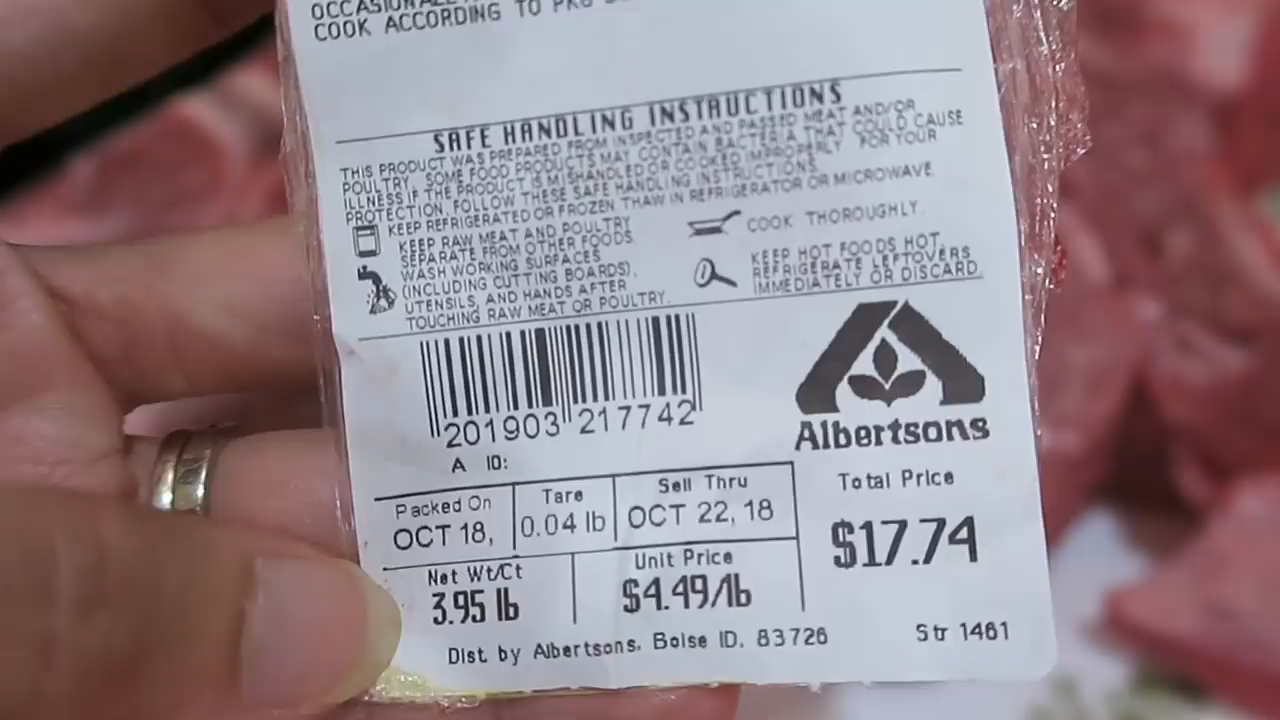 OCCASIONALLY
COOK ACCORDING TO PKG
SAFE HANDLING INSTRUCTIONS
THIS PRODUCT WAS PREPARED FROM INSPECTED AND PASSED MEAT AND/OR
POULTRY. SOME FOOD PRODUCTS MAY CONTAIN BACTERIA THAT COULD CAUSE
ILLNESS IF THE PRODUCT IS MISHANDLED OR COOKED IMPROPERLY. FOR YOUR
PROTECTION, FOLLOW THESE SAFE HANDLING INSTRUCTIONS.
KEEP REFRIGERATED OR FROZEN THAW IN REFRIGERATOR OR MICROWAVE.
KEEP RAW MEAT AND POULTRY
SEPARATE FROM OTHER FOODS.
WASH WORKING SURFACES
(INCLUDING CUTTING BOARDS),
UTENSILS, AND HANDS AFTER
TOUCHING RAW MEAT OR POULTRY.
COOK THOROUGHLY.
KEEP HOT FOODS HOT.
REFRIGERATE LEFTOVERS
IMMEDIATELY OR DISCARD.
201903 217742
A ID:
Albertsons
Packed On
OCT 18,
Tare
0.04 lb
Sell Thru
OCT 22, 18
Total Price
$17.74
Net Wt/Ct
3.95 lb
Unit Price
$4.49/lb
Dist. by Albertsons. Boise ID. 83726
Str 1461